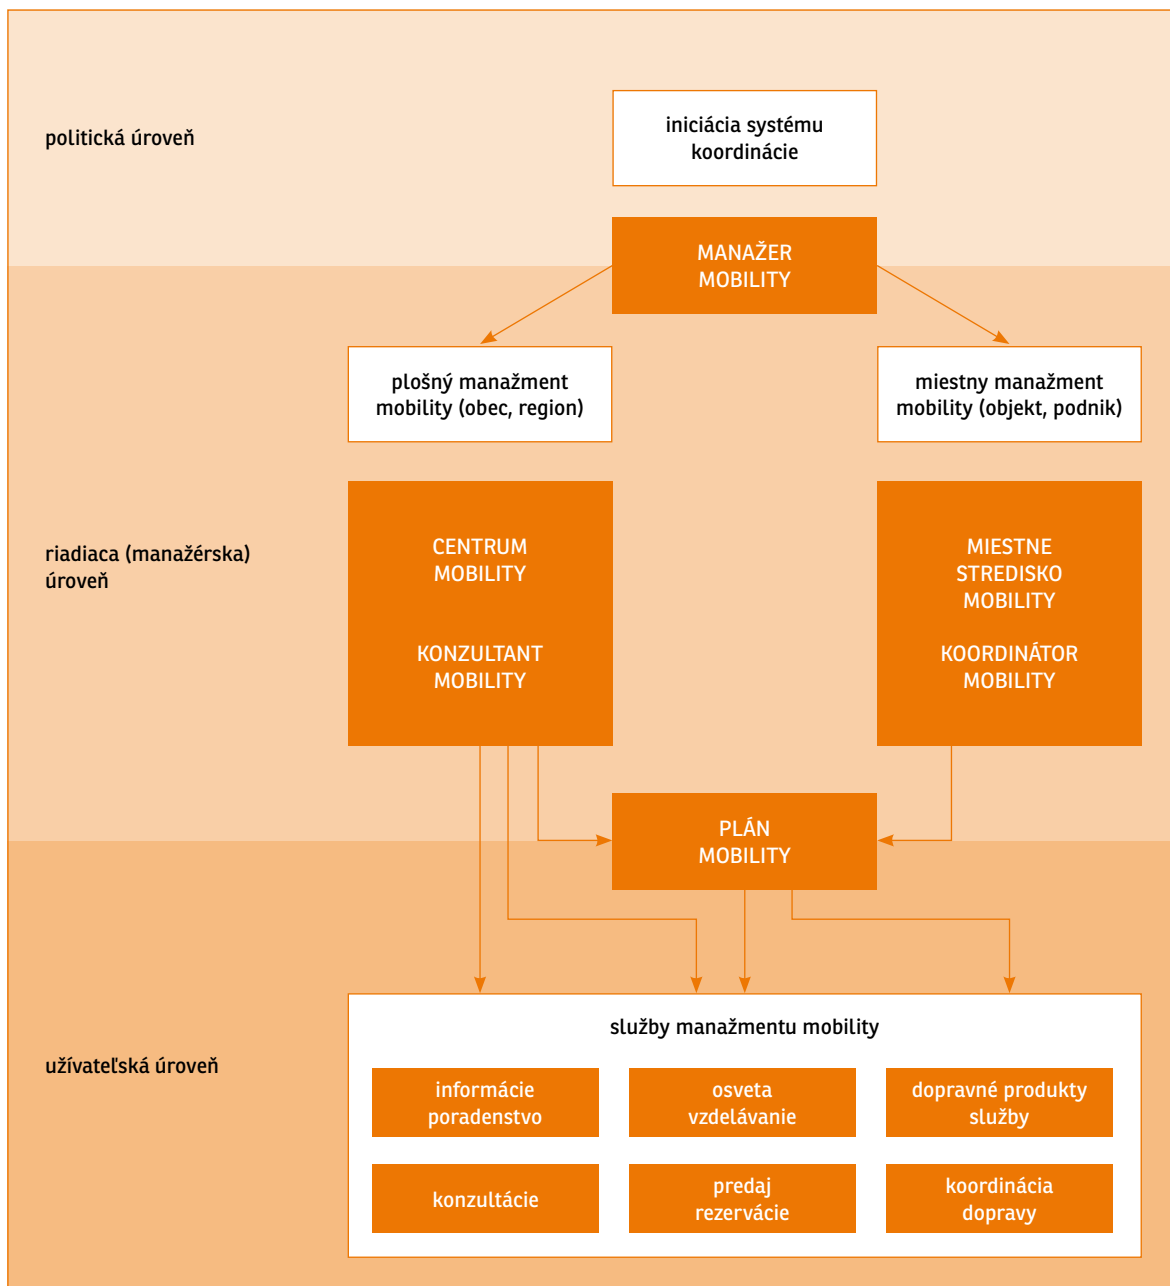 politická úroveň
iniciácia systému
koordinácie
MANAŽER
MOBILITY
plošný manažment
mobility (obec, region)
miestny manažment
mobility (objekt, podnik)
riadiaca (manažérska)
úroveň
CENTRUM
MOBILITY
KONZULTANT
MOBILITY
MIESTNE
STREDISKO
MOBILITY
KOORDINÁTOR
MOBILITY
PLÁN
MOBILITY
užívateľská úroveň
služby manažmentu mobility
informácie
poradenstvo
osveta
vzdelávanie
dopravné produkty
služby
konzultácie
predaj
rezervácie
koordinácia
dopravy